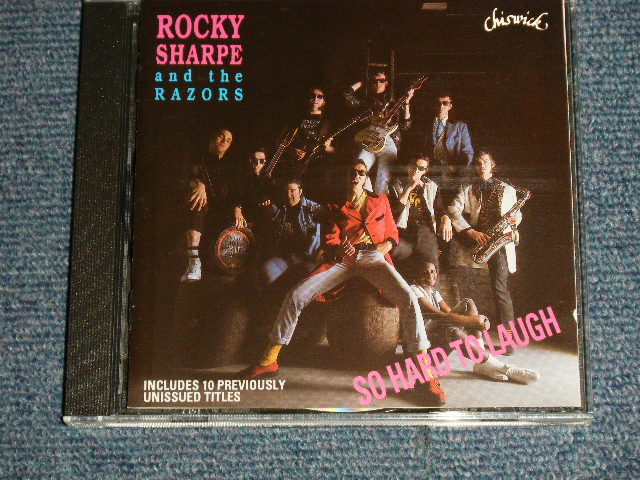 ROCKY
SHARPE
and the
RAZORS
chiswick
SO HARD TO LAUGH
INCLUDES 10 PREVIOUSLY
UNISSUED TITLES